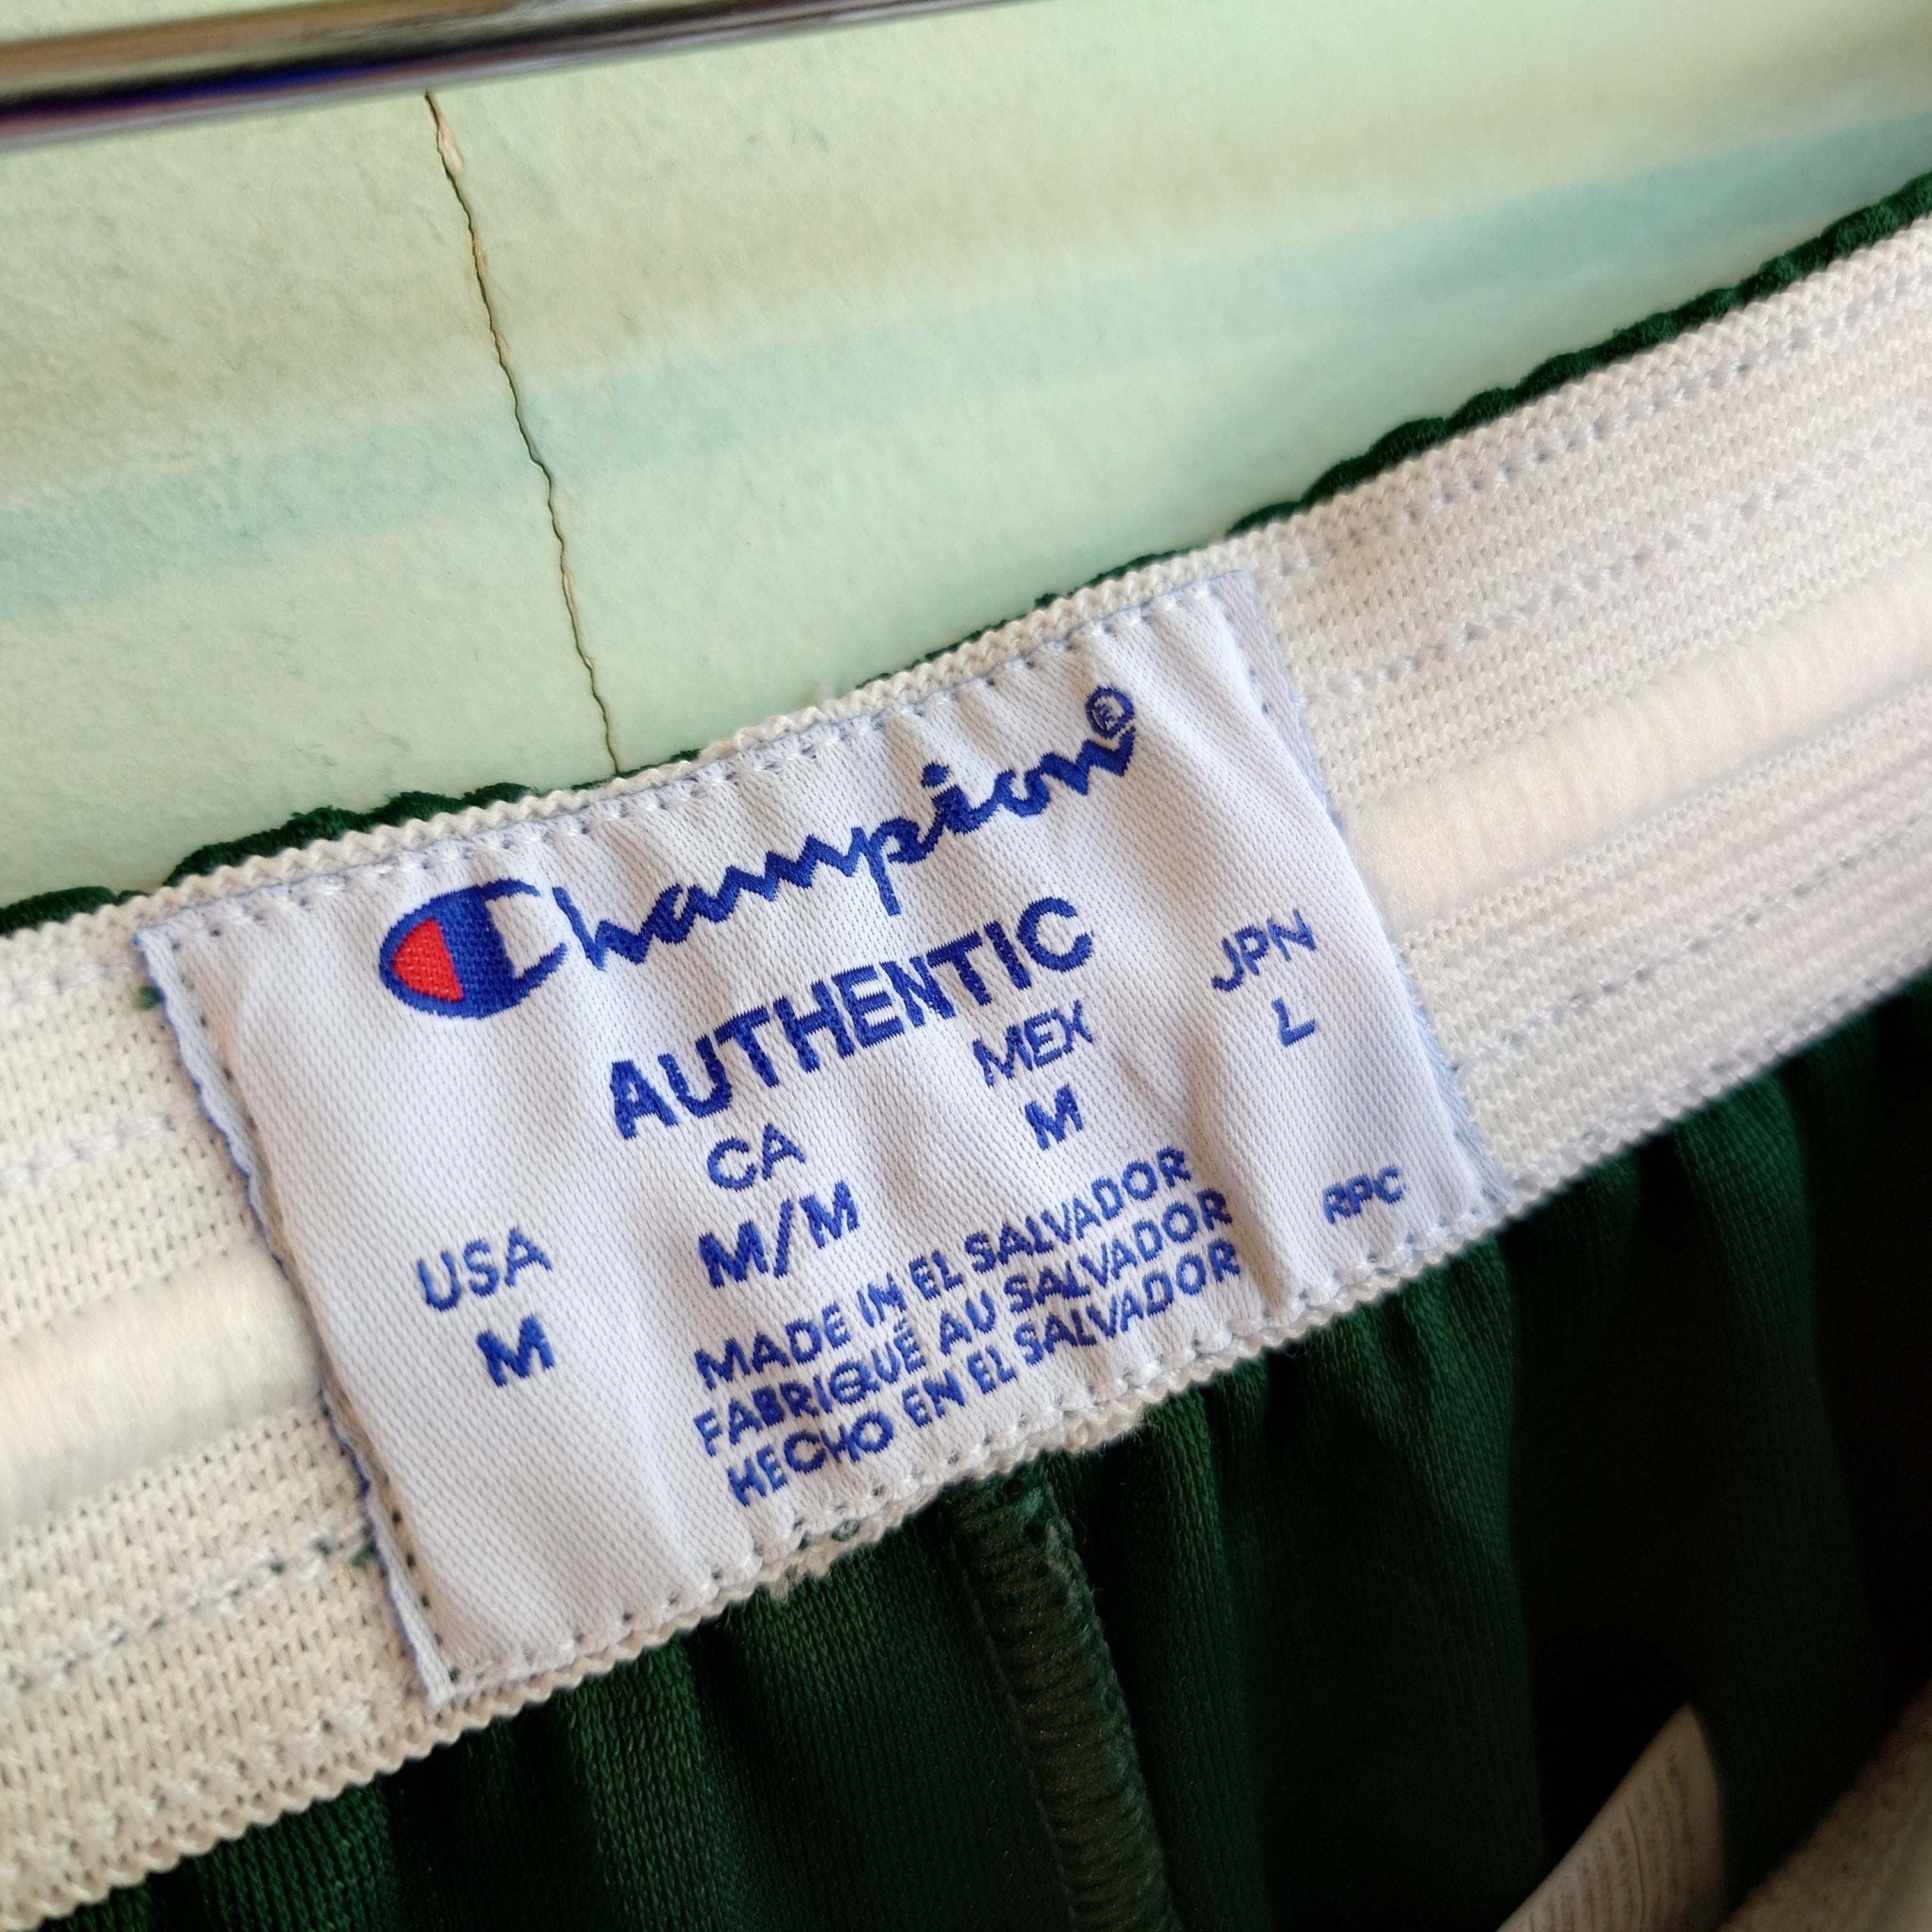 Champion®
AUTHENTIC
USA CA MEX JPN
M M/M M L
MADE IN EL SALVADOR
FABRIQUÉ AU SALVADOR
HECHO EN EL SALVADOR
RPC